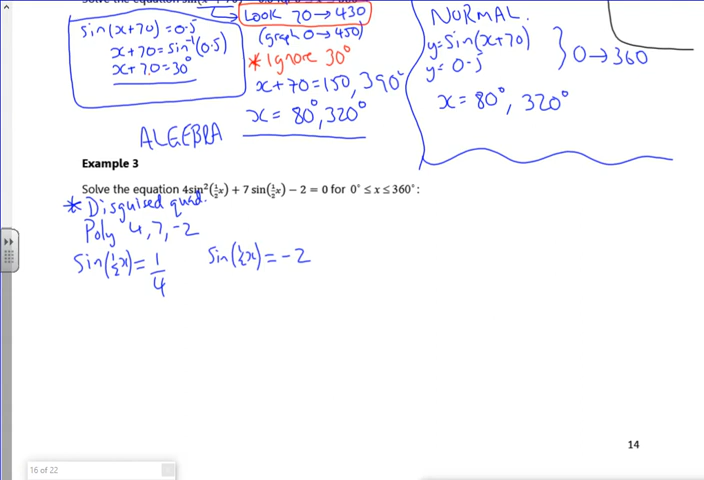 sin(x+70)=0.5
x+70=sin⁻¹(0.5)
x+70=30°
Look 70→430
(graph 0→450)
*Ignore 30°
x+70=150,390°
x=80°,320°
ALGEBRA
NORMAL.
y=sin(x+70)
y=0.5
}0→360
x=80°, 320°
Example 3
Solve the equation 4sin²(½x) + 7 sin(½x) − 2 = 0 for 0° ≤ x ≤ 360°:
* Disguised quad.
Poly 4,7,-2
Sin(½x)=1/4 Sin(½x)=-2
14
16 of 22